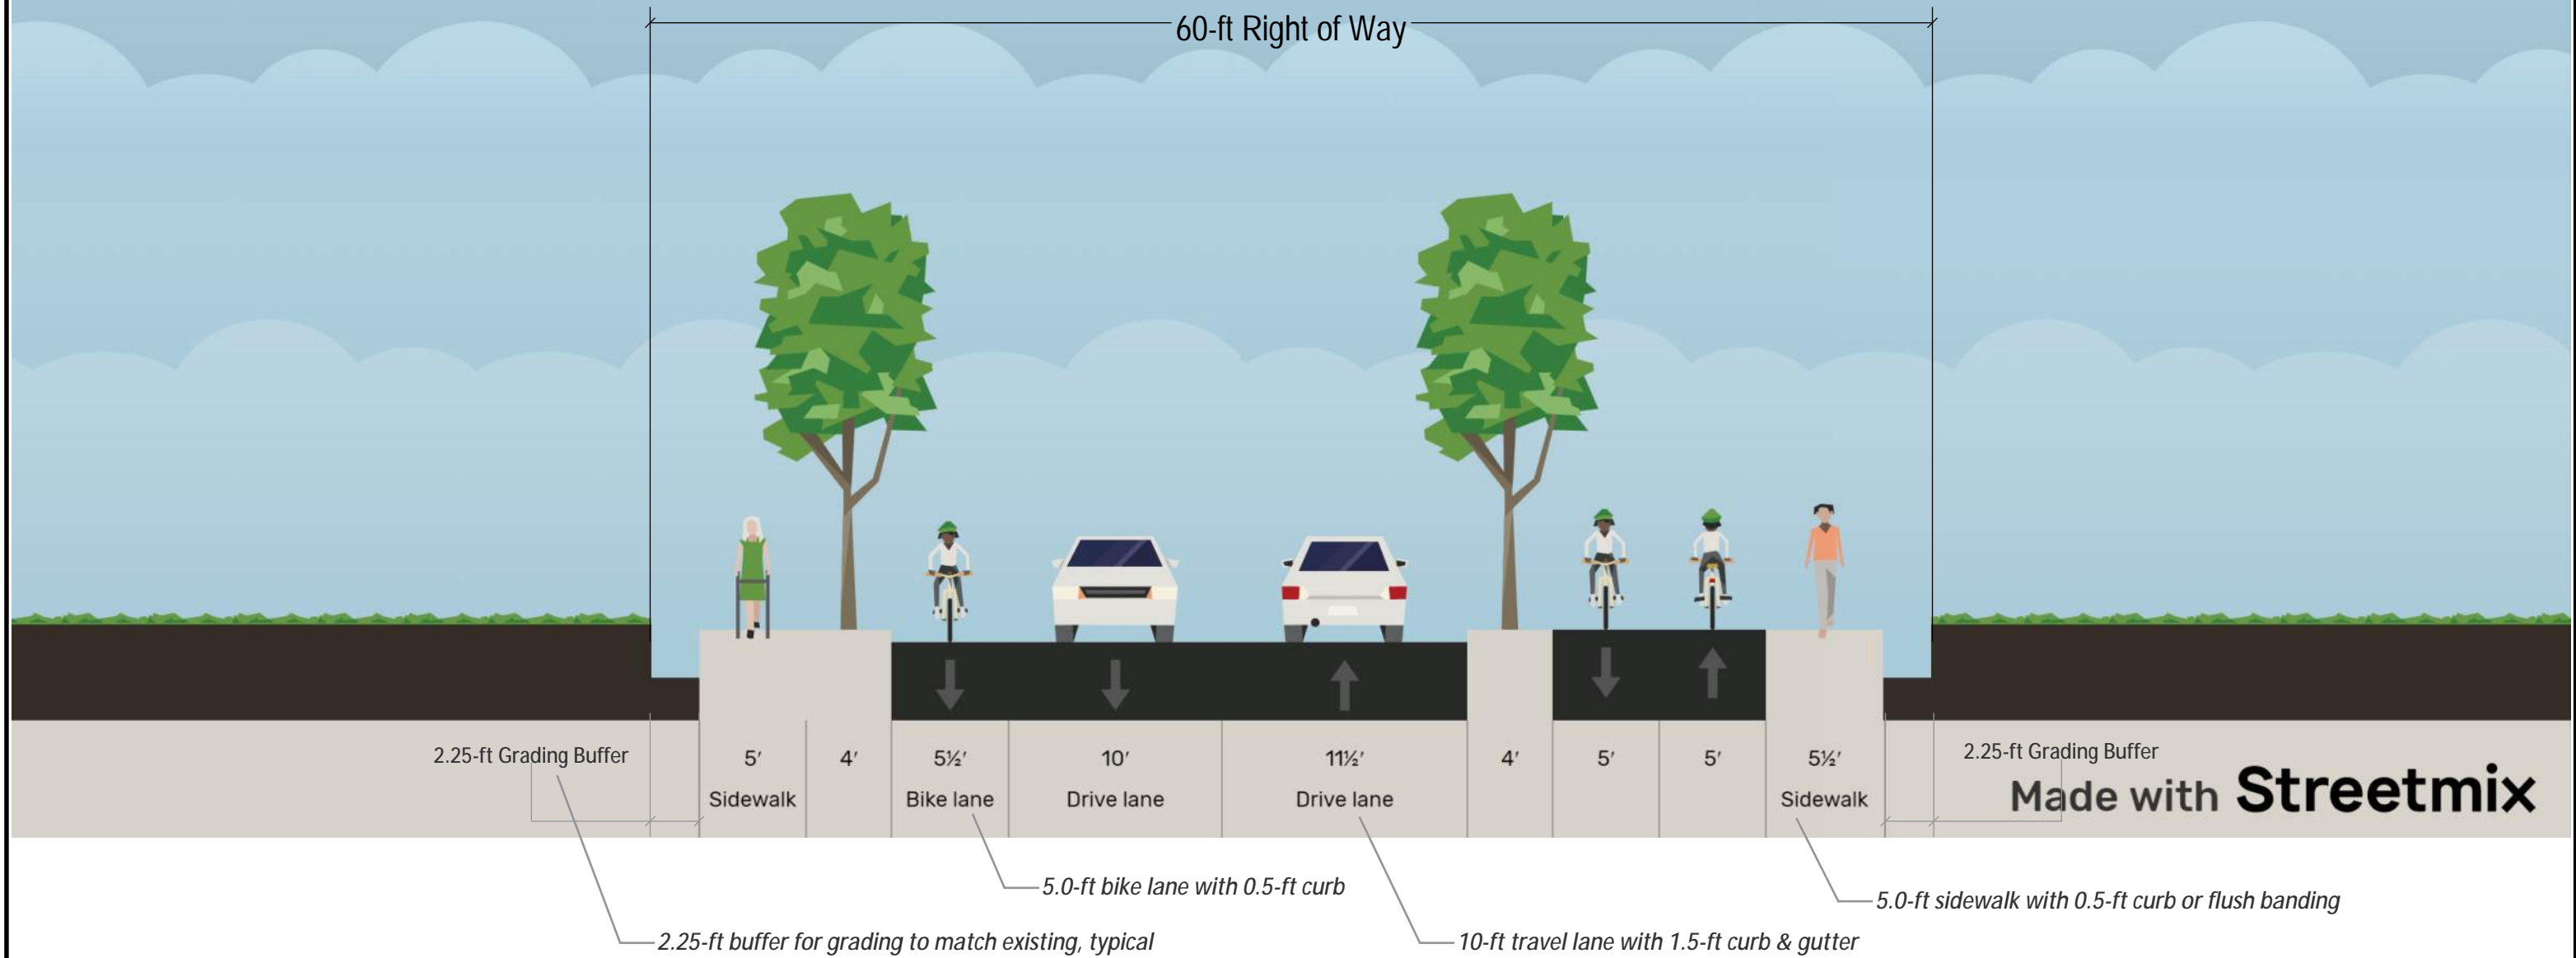 60-ft Right of Way
2.25-ft Grading Buffer
5′
4′
5½′
10′
11½′
4′
5′
5′
5½′
2.25-ft Grading Buffer
Sidewalk
Bike lane
Drive lane
Drive lane
Sidewalk
Made with Streetmix
5.0-ft bike lane with 0.5-ft curb
5.0-ft sidewalk with 0.5-ft curb or flush banding
2.25-ft buffer for grading to match existing, typical
10-ft travel lane with 1.5-ft curb & gutter